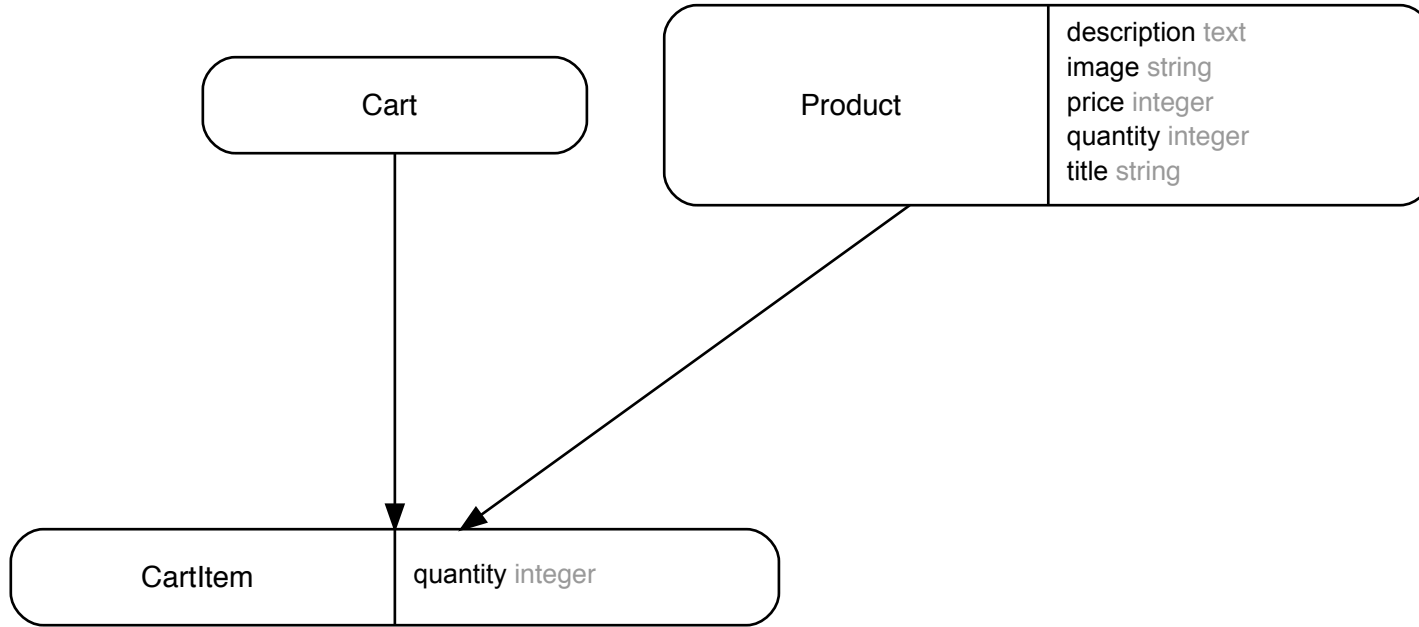 Cart
Product
description text
image string
price integer
quantity integer
title string
CartItem
quantity integer